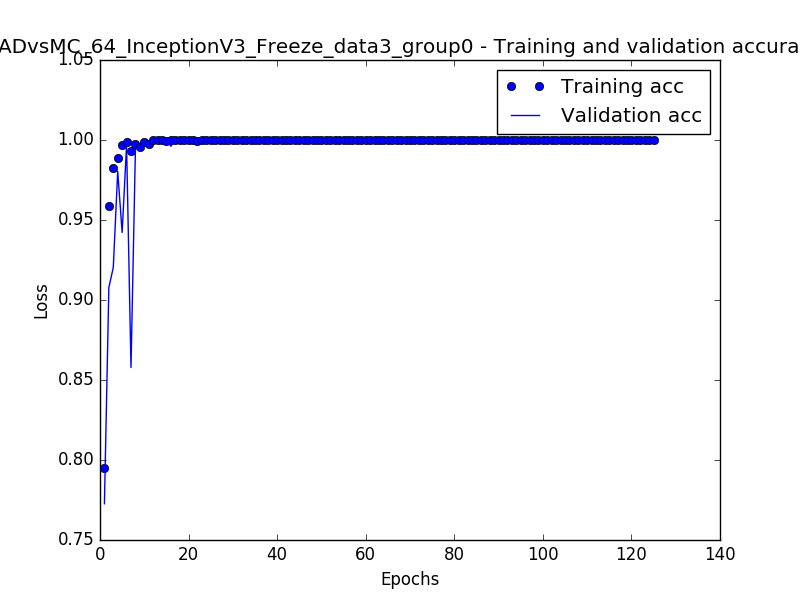 ADvsMC_64_InceptionV3_Freeze_data3_group0 - Training and validation accura
1.05
1.00
0.95
0.90
0.85
0.80
0.75
Loss
Training acc
Validation acc
0 20 40 60 80 100 120 140
Epochs